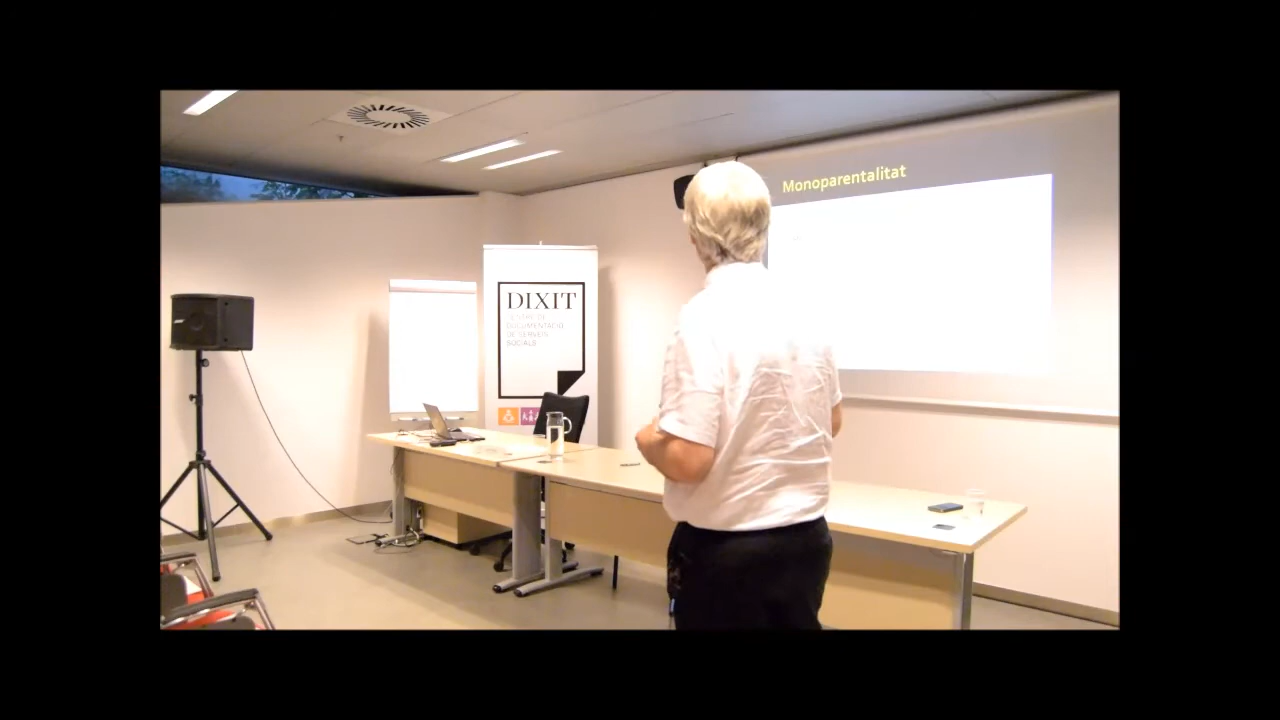 Monoparentalitat
DIXIT
CENTRE DE
DOCUMENTACIÓ
DE SERVEIS
SOCIALS